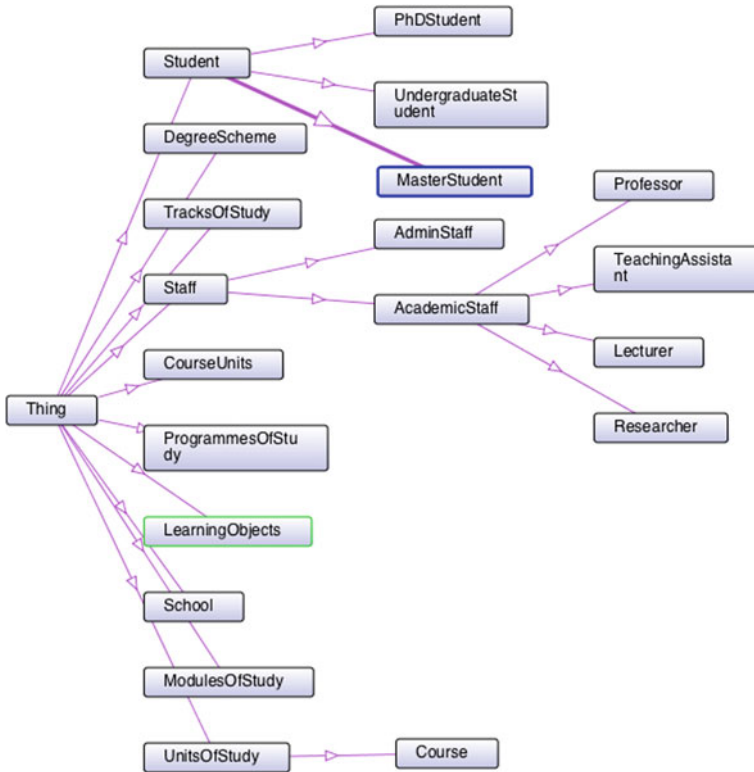 PhDStudent
Student
UndergraduateSt
udent
DegreeScheme
MasterStudent
Professor
TracksOfStudy
AdminStaff
TeachingAssista
nt
Staff
AcademicStaff
Lecturer
CourseUnits
Thing
Researcher
ProgrammesOfStu
dy
LearningObjects
School
ModulesOfStudy
UnitsOfStudy
Course